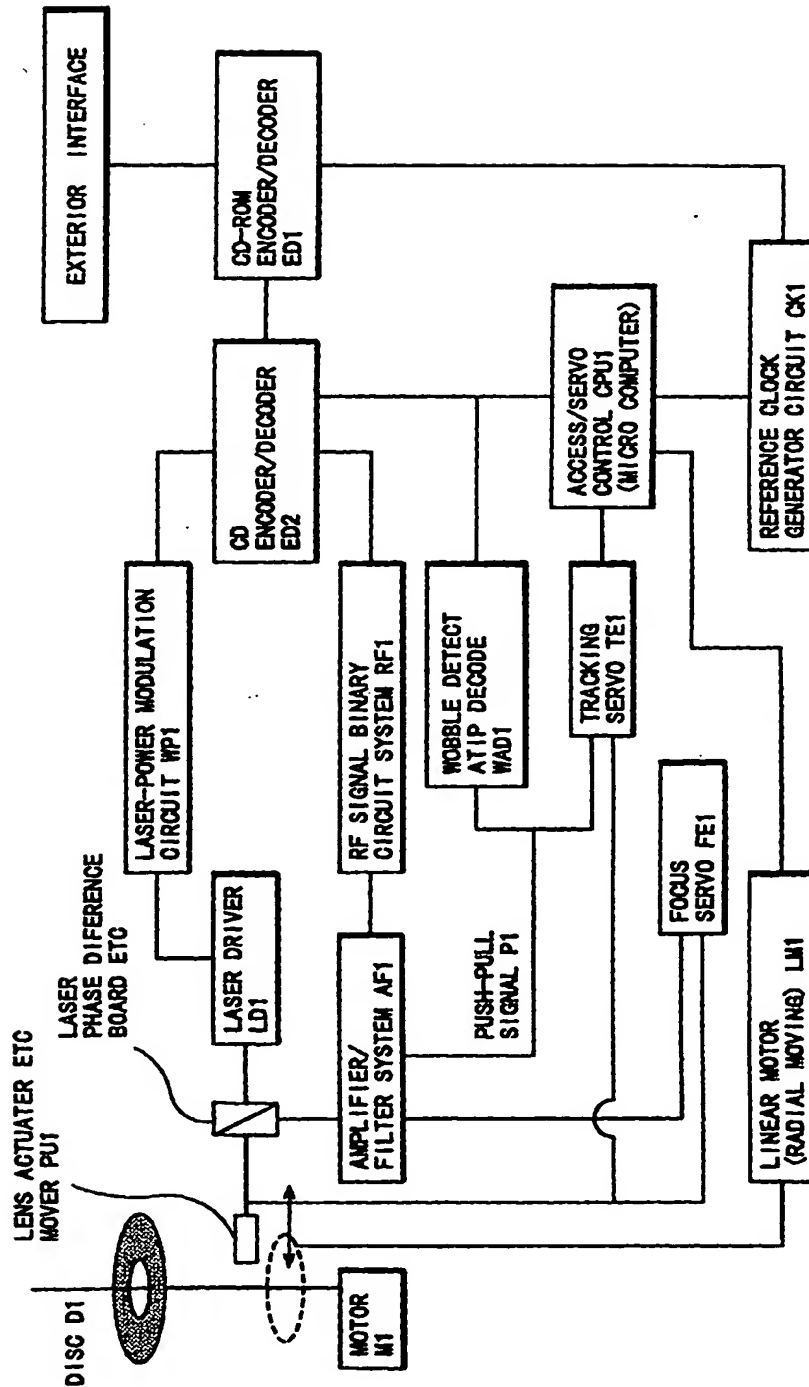 EXTERIOR INTERFACE
CD-ROM
ENCODER/DECODER
ED1
CD
ENCODER/DECODER
ED2
LASER-POWER MODULATION
CIRCUIT WP1
RF SIGNAL BINARY
CIRCUIT SYSTEM RF1
WOBBLE DETECT
ATIP DECODE
WAD1
ACCESS/SERVO
CONTROL CPU1
(MICRO COMPUTER)
REFERENCE CLOCK
GENERATOR CIRCUIT CK1
TRACKING
SERVO TE1
FOCUS
SERVO FE1
LASER
PHASE DIFERENCE
BOARD ETC
LASER DRIVER
LD1
AMPLIFIER/
FILTER SYSTEM AF1
PUSH-PULL
SIGNAL P1
LINEAR MOTOR
(RADIAL MOVING) LM1
LENS ACTUATER ETC
MOVER PU1
DISC D1
MOTOR
M1